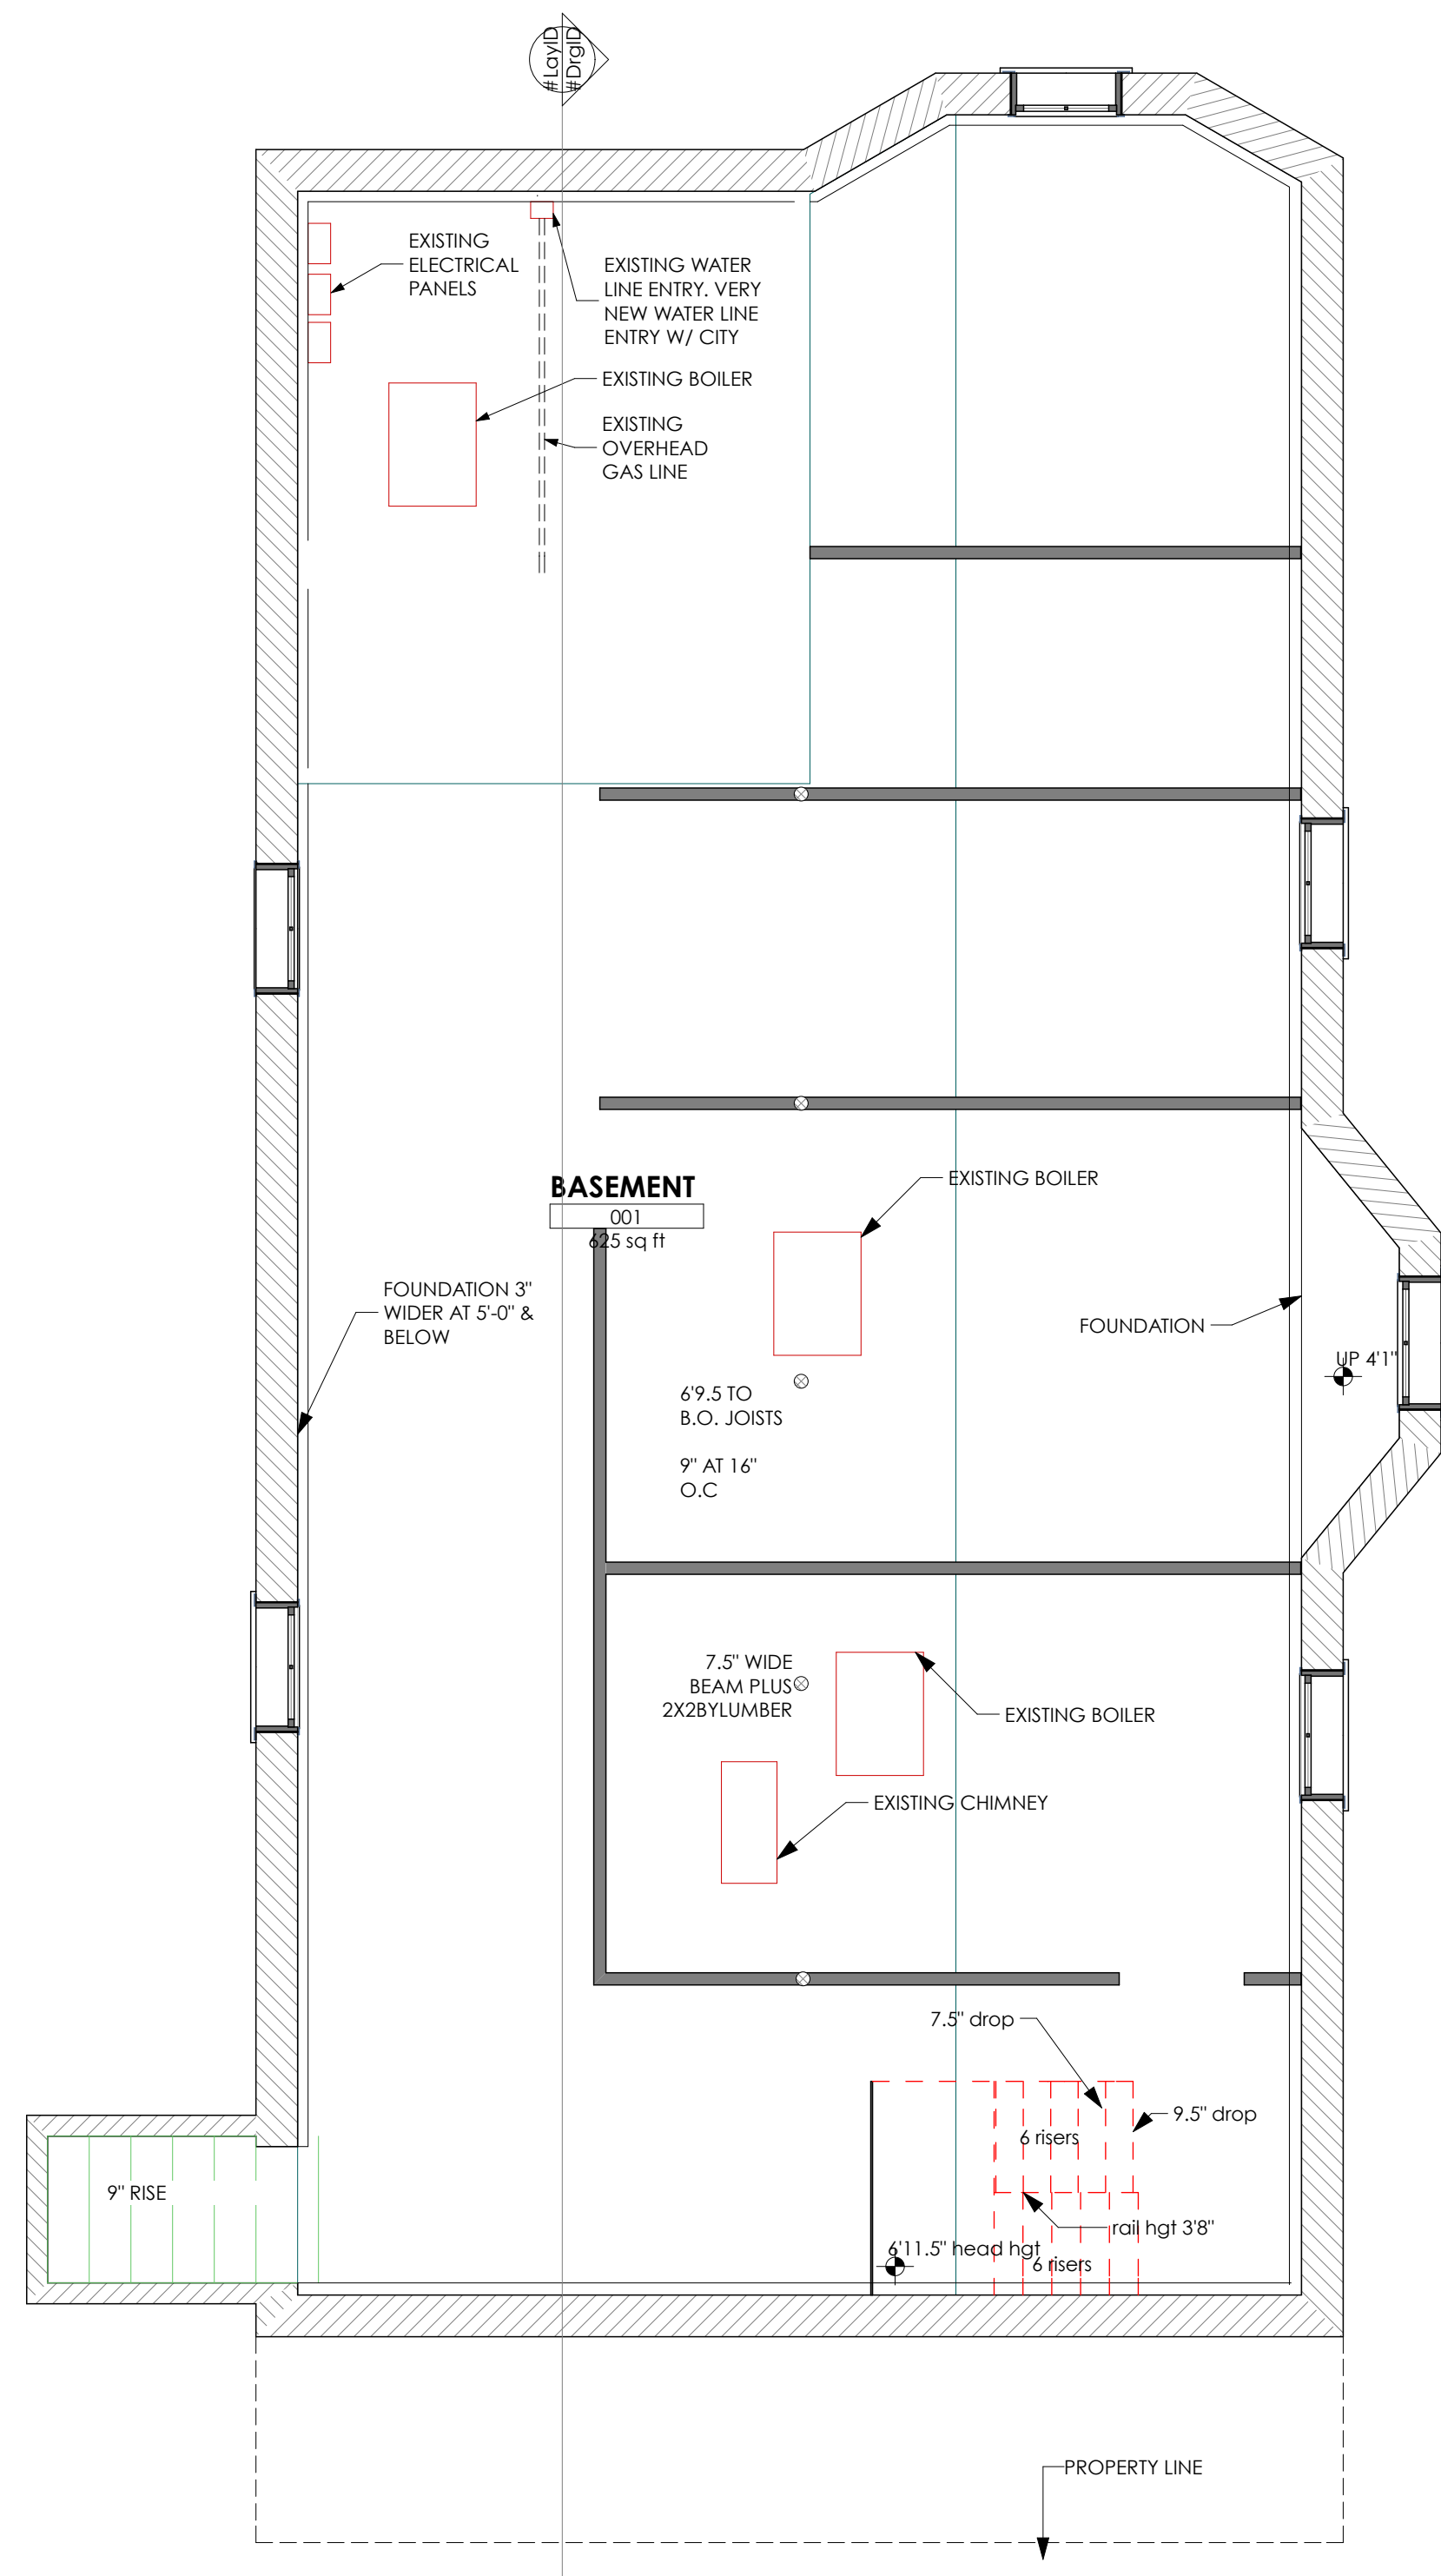 #LayID
#DrgID
EXISTING
ELECTRICAL
PANELS
EXISTING WATER
LINE ENTRY. VERY
NEW WATER LINE
ENTRY W/ CITY
EXISTING BOILER
EXISTING
OVERHEAD
GAS LINE
BASEMENT
001
625 sq ft
EXISTING BOILER
FOUNDATION 3"
WIDER AT 5'-0" &
BELOW
FOUNDATION
UP 4'1"
6'9.5 TO
B.O. JOISTS
9" AT 16"
O.C
7.5" WIDE
BEAM PLUS
2X2BYLUMBER
EXISTING BOILER
EXISTING CHIMNEY
7.5" drop
9.5" drop
6 risers
9" RISE
rail hgt 3'8"
6'11.5" head hgt
6 risers
PROPERTY LINE